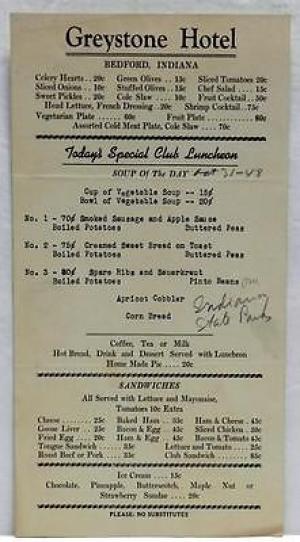 Greystone Hotel
BEDFORD, INDIANA
Celery Hearts .. 20c Green Olives .. 15c Sliced Tomatoes 20c
Sliced Onions .. 10c Stuffed Olives .. 15c Chef Salad .... 15c
Sweet Pickles .. 20c Cole Slaw .... 10c Fruit Cocktail .. 50c
Head Lettuce, French Dressing .. 20c Shrimp Cocktail.. 75c
Vegetarian Plate ...... 60c Fruit Plate ............ 60c
Assorted Cold Meat Plate, Cole Slaw .... 70c
Today's Special Club Luncheon
SOUP OF THE DAY 31-48
Cup of Vegetable Soup -- 15¢
Bowl of Vegetable Soup -- 20¢
No. 1 - 70¢ Smoked Sausage and Apple Sauce
Boiled Potatoes Buttered Peas
No. 2 - 75¢ Creamed Sweet Bread on Toast
Boiled Potatoes Buttered Peas
No. 3 - 80¢ Spare Ribs and Sauerkraut
Boiled Potatoes Pinto Beans
Apricot Cobbler
Corn Bread
Indiana
State Parks
Coffee, Tea or Milk
Hot Bread, Drink and Dessert Served with Luncheon
Home Made Pie .... 20c
SANDWICHES
All Served with Lettuce and Mayonaise,
Tomatoes 10c Extra
Cheese ........ 25c Baked Ham .. 35c Ham & Cheese .. 45c
Goose Liver .. 25c Bacon & Egg 45c Sliced Chicken .. 50c
Fried Egg .... 20c Ham & Egg .. 45c Bacon & Tomato 45c
Tongue Sandwich ...... 35c Lettuce and Tomato .... 25c
Roast Beef or Pork .... 35c Club Sandwich ........ 85c
Ice Cream .... 15c
Chocolate, Pineapple, Butterscotch, Maple Nut or
Strawberry Sundae .... 20c
PLEASE: NO SUBSTITUTES